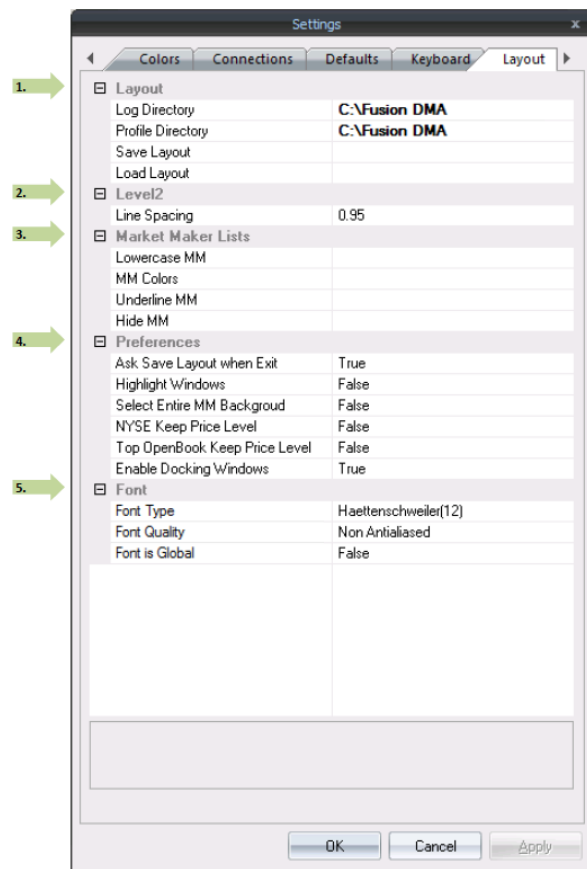 Settings x
Colors Connections Defaults Keyboard Layout
1. Layout
Log Directory C:\Fusion DMA
Profile Directory C:\Fusion DMA
Save Layout
Load Layout
2. Level2
Line Spacing 0.95
3. Market Maker Lists
Lowercase MM
MM Colors
Underline MM
Hide MM
4. Preferences
Ask Save Layout when Exit True
Highlight Windows False
Select Entire MM Backgroud False
NYSE Keep Price Level False
Top OpenBook Keep Price Level False
Enable Docking Windows True
5. Font
Font Type Haettenschweiler(12)
Font Quality Non Antialiased
Font is Global False
OK Cancel Apply